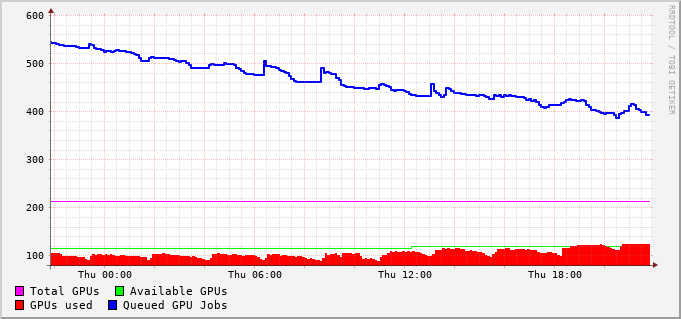 600
500
400
300
200
100
Thu 00:00 Thu 06:00 Thu 12:00 Thu 18:00
Total GPUs Available GPUs
GPUs used Queued GPU Jobs
RRDTOOL / TOBI OETIKER